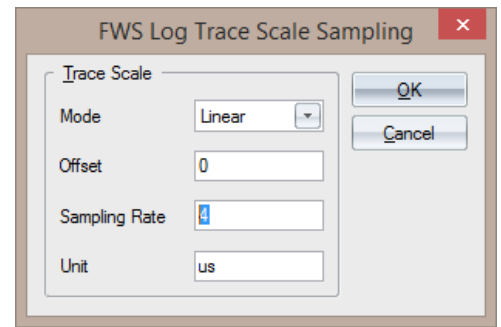 FWS Log Trace Scale Sampling
Trace Scale
Mode Linear
Offset 0
Sampling Rate 4
Unit us
OK
Cancel